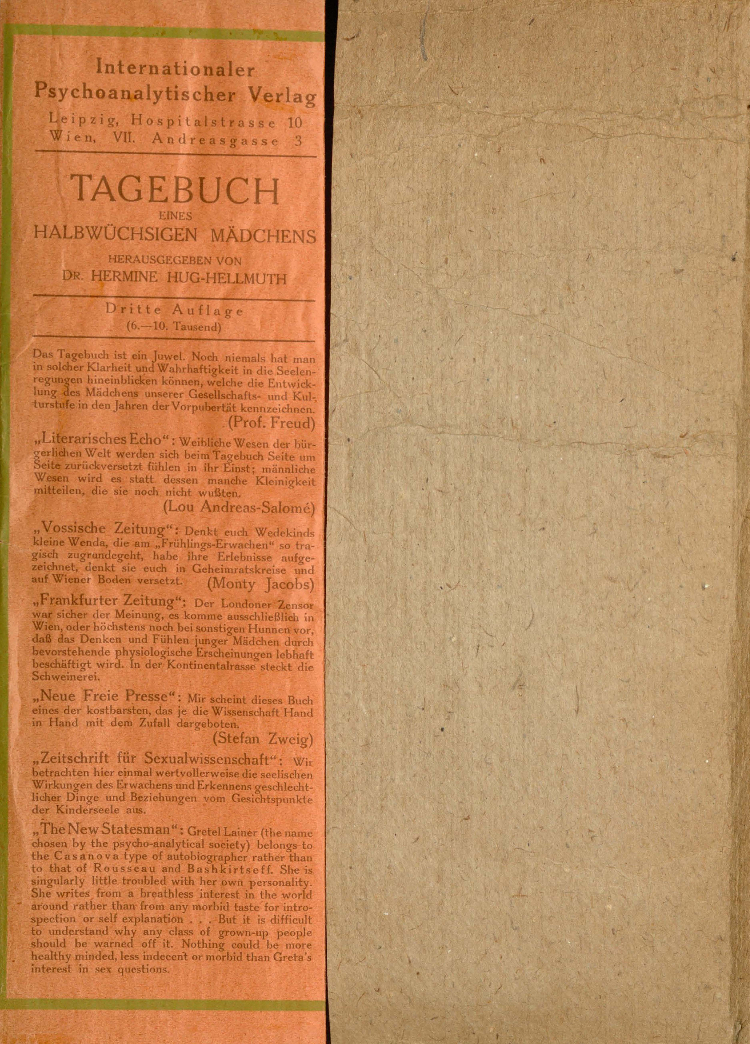 Internationaler
Psychoanalytischer Verlag
Leipzig, Hospitalstrasse 10
Wien, VII. Andreasgasse 3
TAGEBUCH
EINES
HALBWÜCHSIGEN MÄDCHENS
HERAUSGEGEBEN VON
DR. HERMINE HUG-HELLMUTH
Dritte Auflage
(6.—10. Tausend)
Das Tagebuch ist ein Juwel. Noch niemals hat man
in solcher Klarheit und Wahrhaftigkeit in die Seelen-
regungen hineinblicken können, welche die Entwick-
lung des Mädchens unserer Gesellschafts- und Kul-
turstufe in den Jahren der Vorpubertät kennzeichnen.
(Prof. Freud)
„Literarisches Echo“: Weibliche Wesen der bür-
gerlichen Welt werden sich beim Tagebuch Seite um
Seite zurückversetzt fühlen in ihr Einst; männliche
Wesen wird es statt dessen manche Kleinigkeit
mitteilen, die sie noch nicht wußten.
(Lou Andreas-Salomé)
„Vossische Zeitung“: Denkt euch Wedekinds
kleine Wenda, die am „Frühlings-Erwachen“ so tra-
gisch zugrundegeht, habe ihre Erlebnisse aufge-
zeichnet, denkt sie euch in Geheimratskreise und
auf Wiener Boden versetzt. (Monty Jacobs)
„Frankfurter Zeitung“: Der Londoner Zensor
war sicher der Meinung, es komme ausschließlich in
Wien, oder höchstens noch bei sonstigen Hunnen vor,
daß das Denken und Fühlen junger Mädchen durch
bevorstehende physiologische Erscheinungen lebhaft
beschäftigt wird. In der Kontinentalrasse steckt die
Schweinerei.
„Neue Freie Presse“: Mir scheint dieses Buch
eines der kostbarsten, das je die Wissenschaft Hand
in Hand mit dem Zufall dargeboten.
(Stefan Zweig)
„Zeitschrift für Sexualwissenschaft“: Wir
betrachten hier einmal wertvollerweise die seelischen
Wirkungen des Erwachens und Erkennens geschlecht-
licher Dinge und Beziehungen vom Gesichtspunkte
der Kinderseele aus.
„The New Statesman“: Gretel Lainer (the name
chosen by the psycho-analytical society) belongs to
the Casanova type of autobiographer rather than
to that of Rousseau and Bashkirtseff. She is
singularly little troubled with her own personality.
She writes from a breathless interest in the world
around rather than from any morbid taste for intro-
spection or self explanation . . . But it is difficult
to understand why any class of grown-up people
should be warned off it. Nothing could be more
healthy minded, less indecent or morbid than Greta's
interest in sex questions.